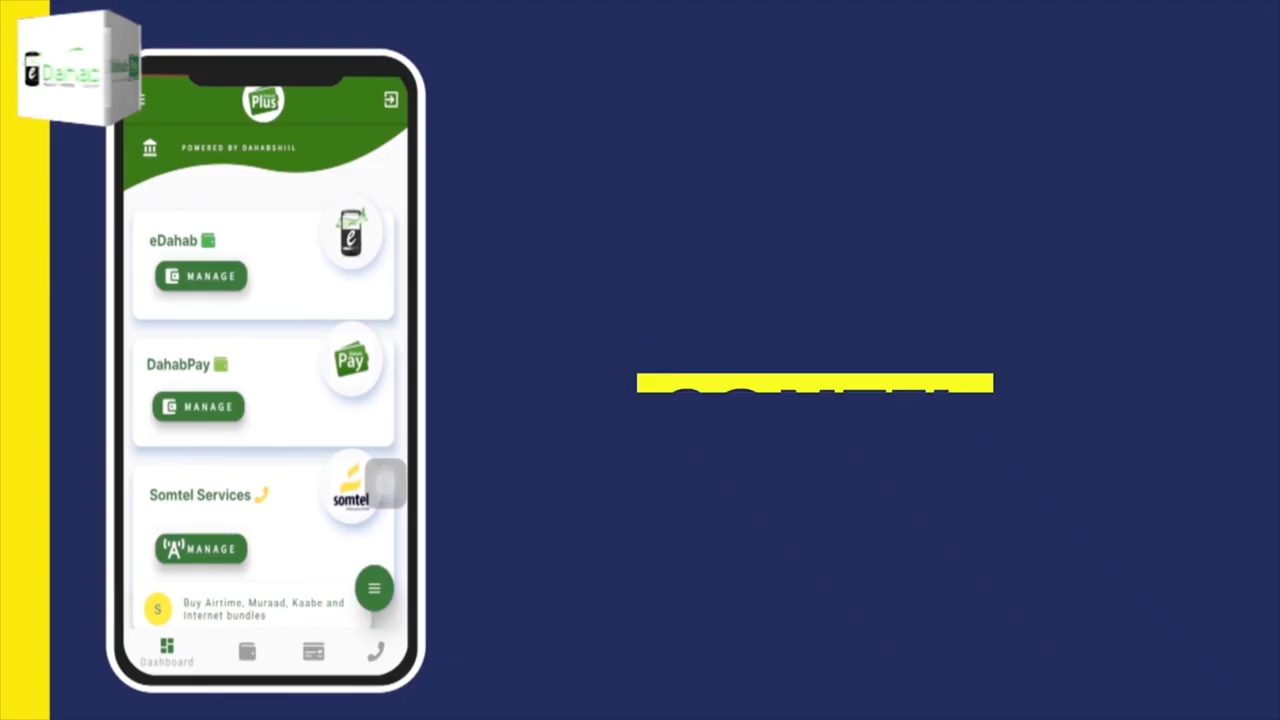 e Dahab
Plus
POWERED BY DAHABSHIIL
eDahab
e
MANAGE
DahabPay
Pay
MANAGE
Somtel Services
somtel
MANAGE
S
Buy Airtime, Muraad, Kaabe and
Internet bundles
Dashboard